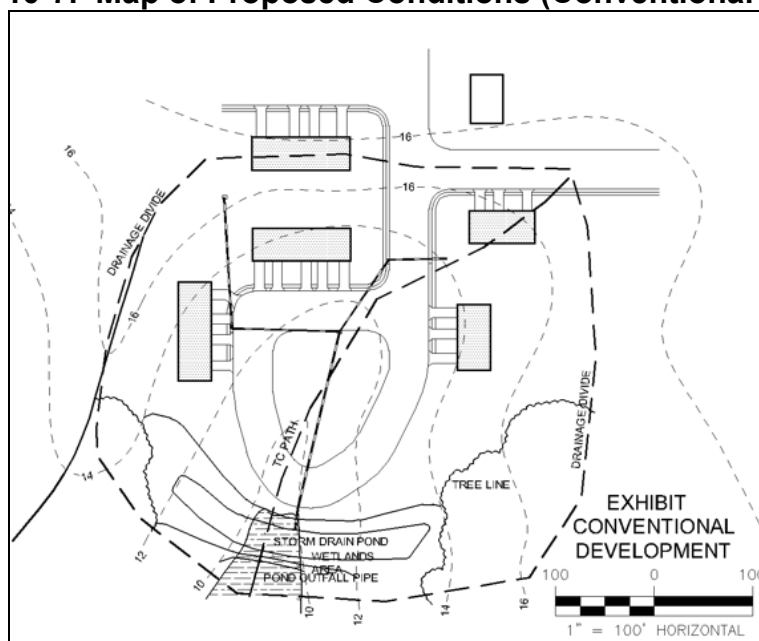 10-11 Map of Proposed Conditions (Conventional
16
16
16
14
16
DRAINAGE DIVIDE
DRAINAGE DIVIDE
TC PATH
14
TREE LINE
STORM DRAIN POND
WETLANDS
AREA
POND OUTFALL PIPE
12
10
10
12
14
16
EXHIBIT
CONVENTIONAL
DEVELOPMENT
100 0 100
1" = 100' HORIZONTAL